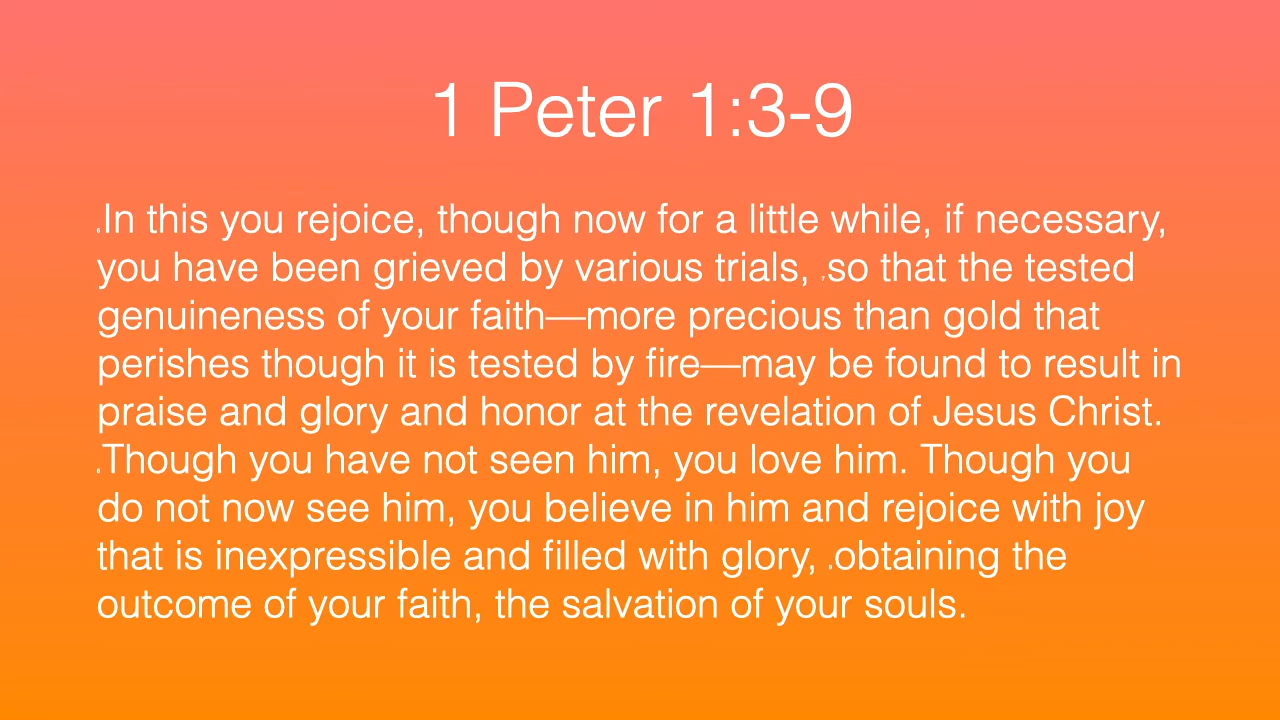 1 Peter 1:3-9
.In this you rejoice, though now for a little while, if necessary,
you have been grieved by various trials, .so that the tested
genuineness of your faith—more precious than gold that
perishes though it is tested by fire—may be found to result in
praise and glory and honor at the revelation of Jesus Christ.
.Though you have not seen him, you love him. Though you
do not now see him, you believe in him and rejoice with joy
that is inexpressible and filled with glory, .obtaining the
outcome of your faith, the salvation of your souls.